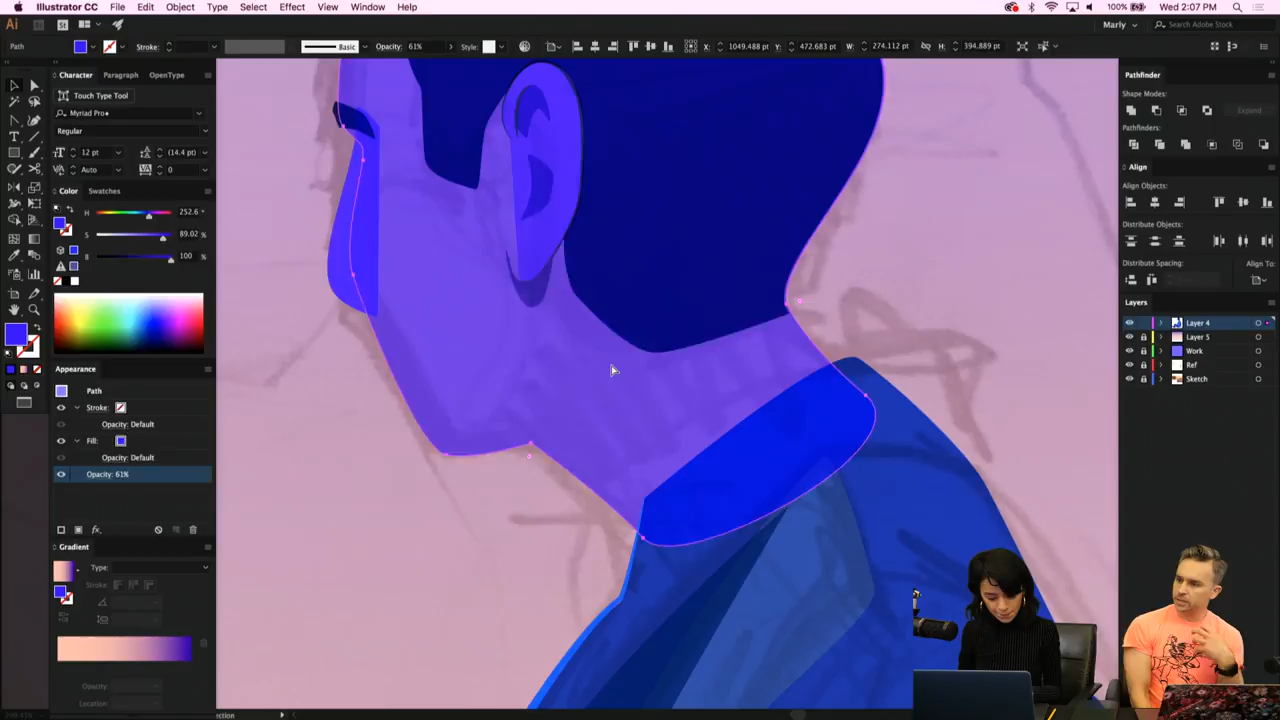 Illustrator CC File Edit Object Type Select Effect View Window Help 100% Wed 2:07 PM
Ai Br St Marly Search Adobe Stock
Path Stroke: Basic Opacity: 61% Style: X: 1049.488 pt Y: 472.683 pt W: 274.112 pt H: 394.889 pt
Character Paragraph OpenType
Touch Type Tool
Myriad Pro
Regular
12 pt (14.4 pt)
Auto 0
Color Swatches
H 252.6 °
S 89.02 %
B 100 %
Appearance
Path
Stroke:
Opacity: Default
Fill:
Opacity: Default
Opacity: 61%
fx
Gradient
Type:
Stroke:
Opacity:
Location:
Pathfinder
Shape Modes:
Expand
Pathfinders:
Align
Align Objects:
Distribute Objects:
Distribute Spacing: Align To:
Layers
Layer 4
Layer 5
Work
Ref
Sketch
ection